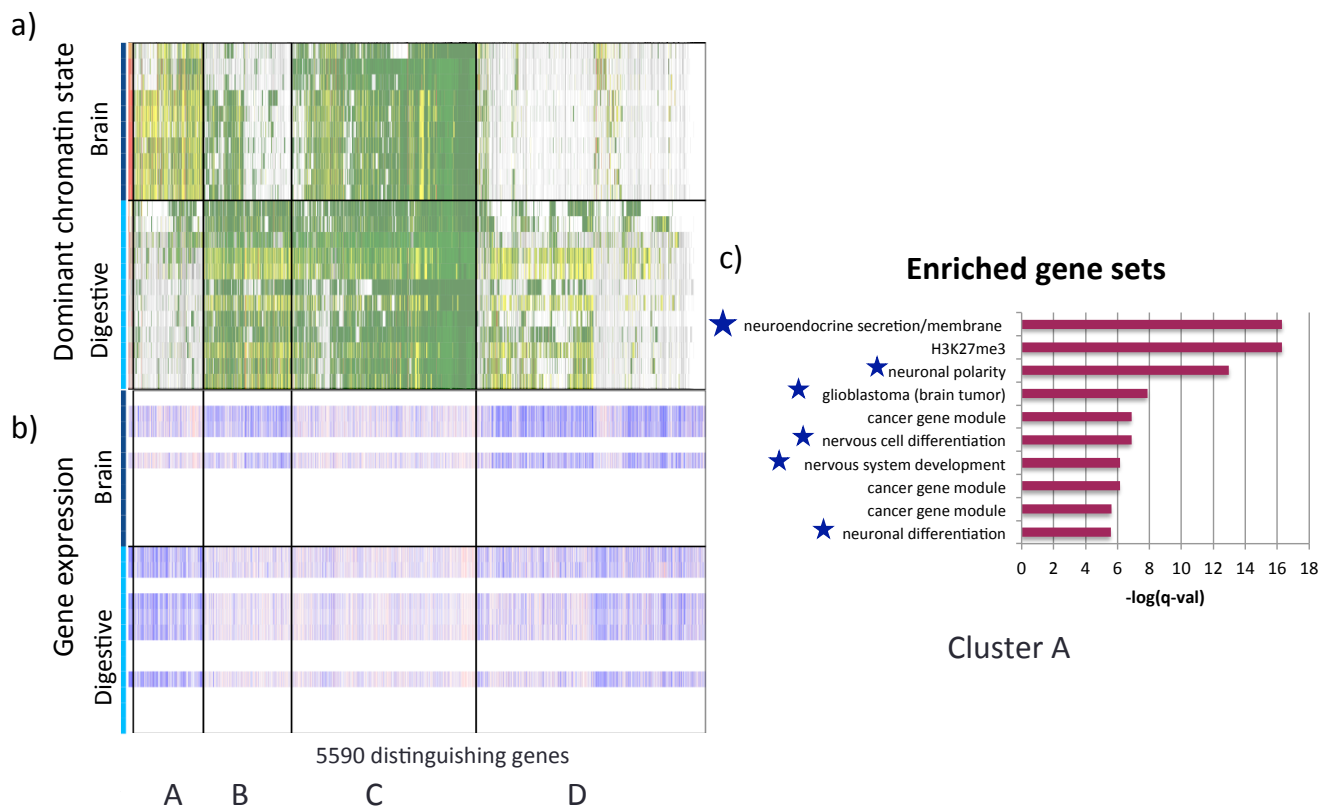 a)
Dominant chromatin state
Brain
Digestive
b)
Gene expression
Brain
Digestive
5590 distinguishing genes
A B C D
c)
Enriched gene sets
neuroendocrine secretion/membrane
H3K27me3
neuronal polarity
glioblastoma (brain tumor)
cancer gene module
nervous cell differentiation
nervous system development
cancer gene module
cancer gene module
neuronal differentiation
0 2 4 6 8 10 12 14 16 18
-log(q-val)
Cluster A